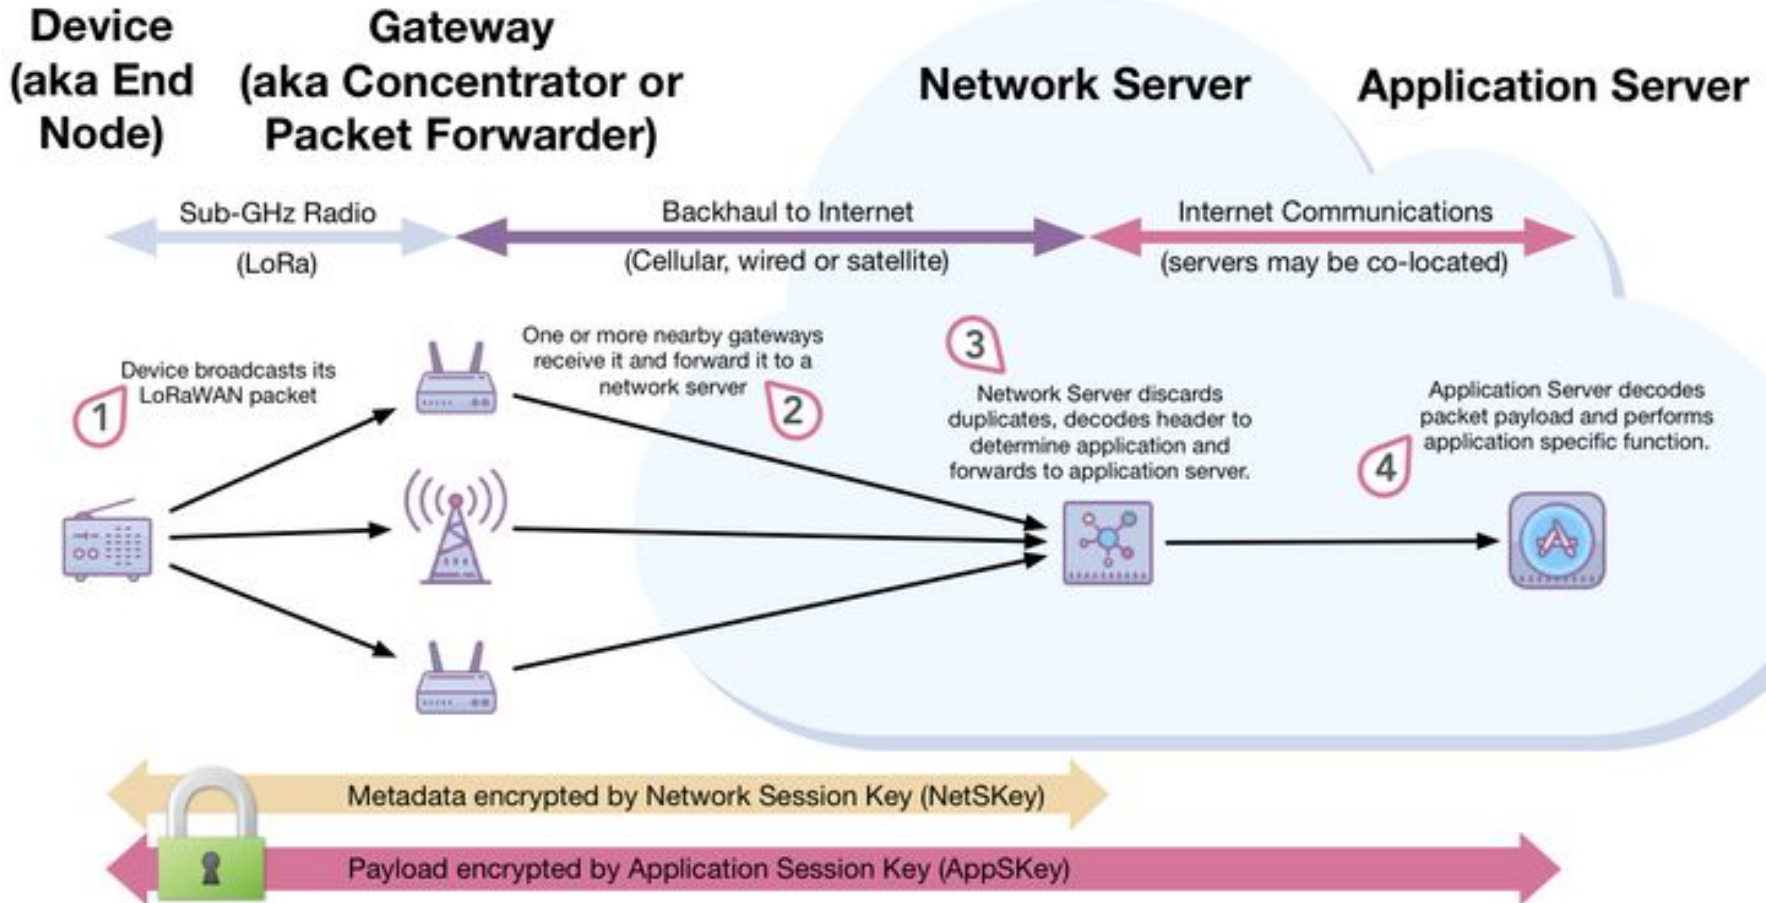 Device
(aka End
Node)
Gateway
(aka Concentrator or
Packet Forwarder)
Network Server
Application Server
Sub-GHz Radio
(LoRa)
Backhaul to Internet
(Cellular, wired or satellite)
Internet Communications
(servers may be co-located)
1
Device broadcasts its
LoRaWAN packet
One or more nearby gateways
receive it and forward it to a
network server
2
3
Network Server discards
duplicates, decodes header to
determine application and
forwards to application server.
Application Server decodes
packet payload and performs
application specific function.
4
Metadata encrypted by Network Session Key (NetSKey)
Payload encrypted by Application Session Key (AppSKey)